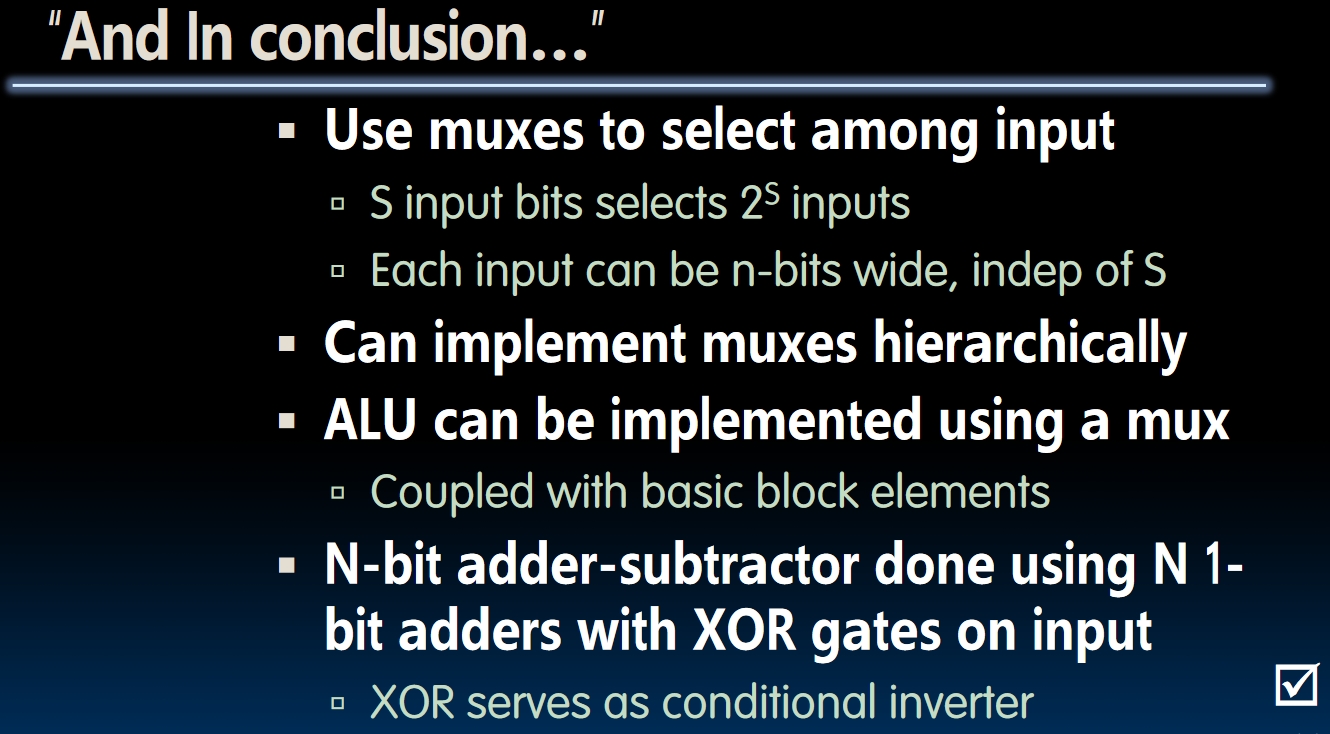 "And In conclusion…"
Use muxes to select among input
S input bits selects 2ˢ inputs
Each input can be n-bits wide, indep of S
Can implement muxes hierarchically
ALU can be implemented using a mux
Coupled with basic block elements
N-bit adder-subtractor done using N 1-
bit adders with XOR gates on input
XOR serves as conditional inverter